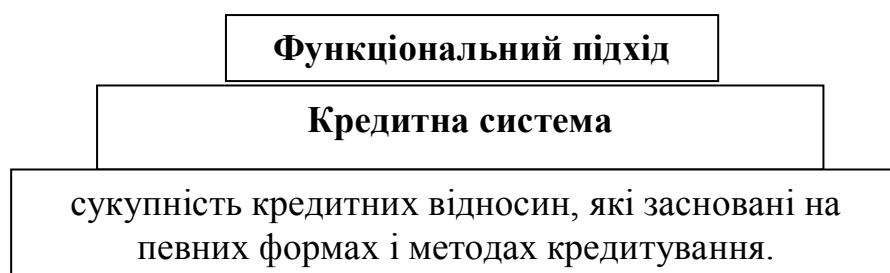 Функціональний підхід
Кредитна система
сукупність кредитних відносин, які засновані на
певних формах і методах кредитування.